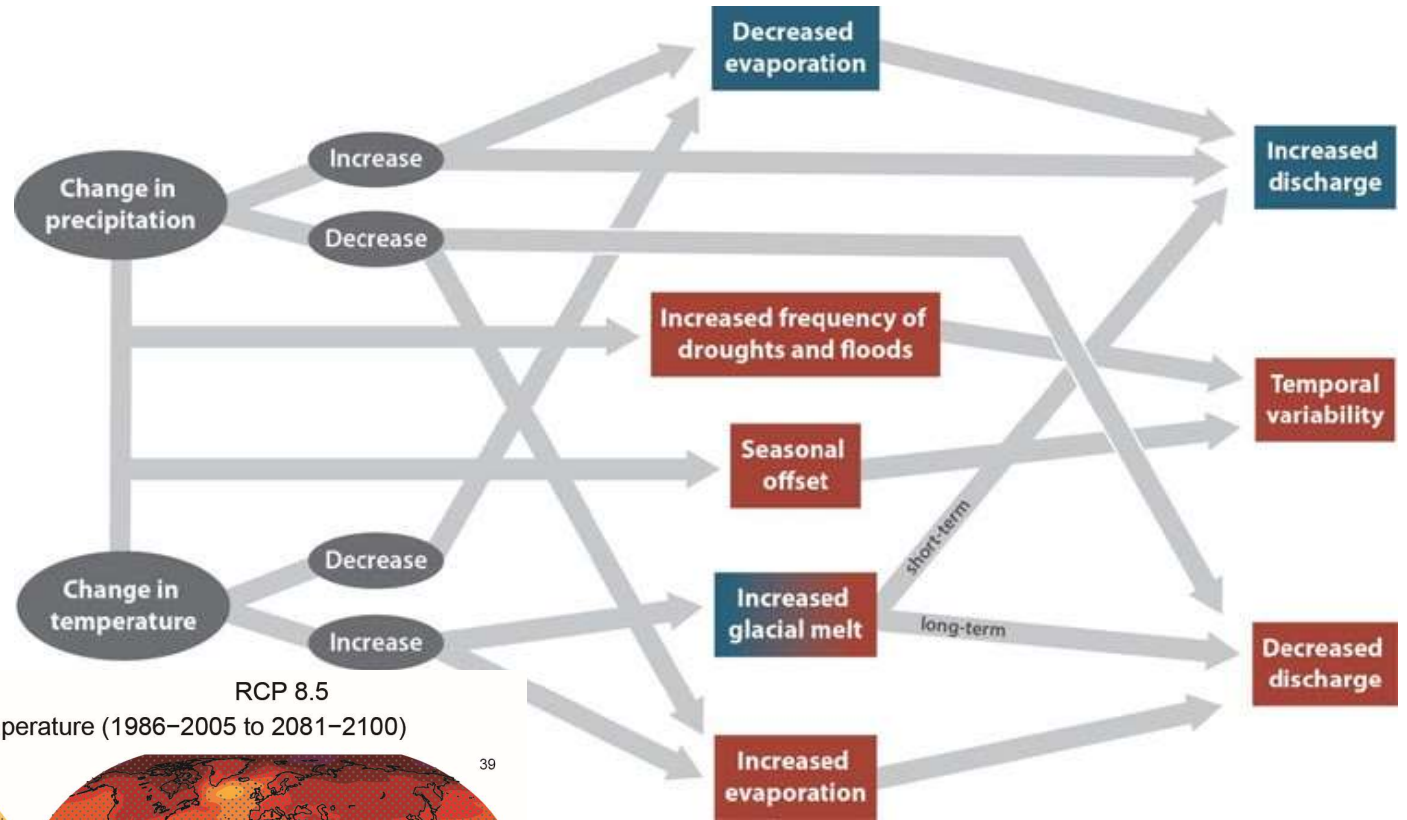 Decreased
evaporation
Increased
discharge
Change in
precipitation
Increase
Decrease
Increased frequency of
droughts and floods
Temporal
variability
Seasonal
offset
short-term
Change in
temperature
Decrease
Increase
Increased
glacial melt
long-term
Decreased
discharge
Increased
evaporation
RCP 8.5
perature (1986−2005 to 2081−2100)
39